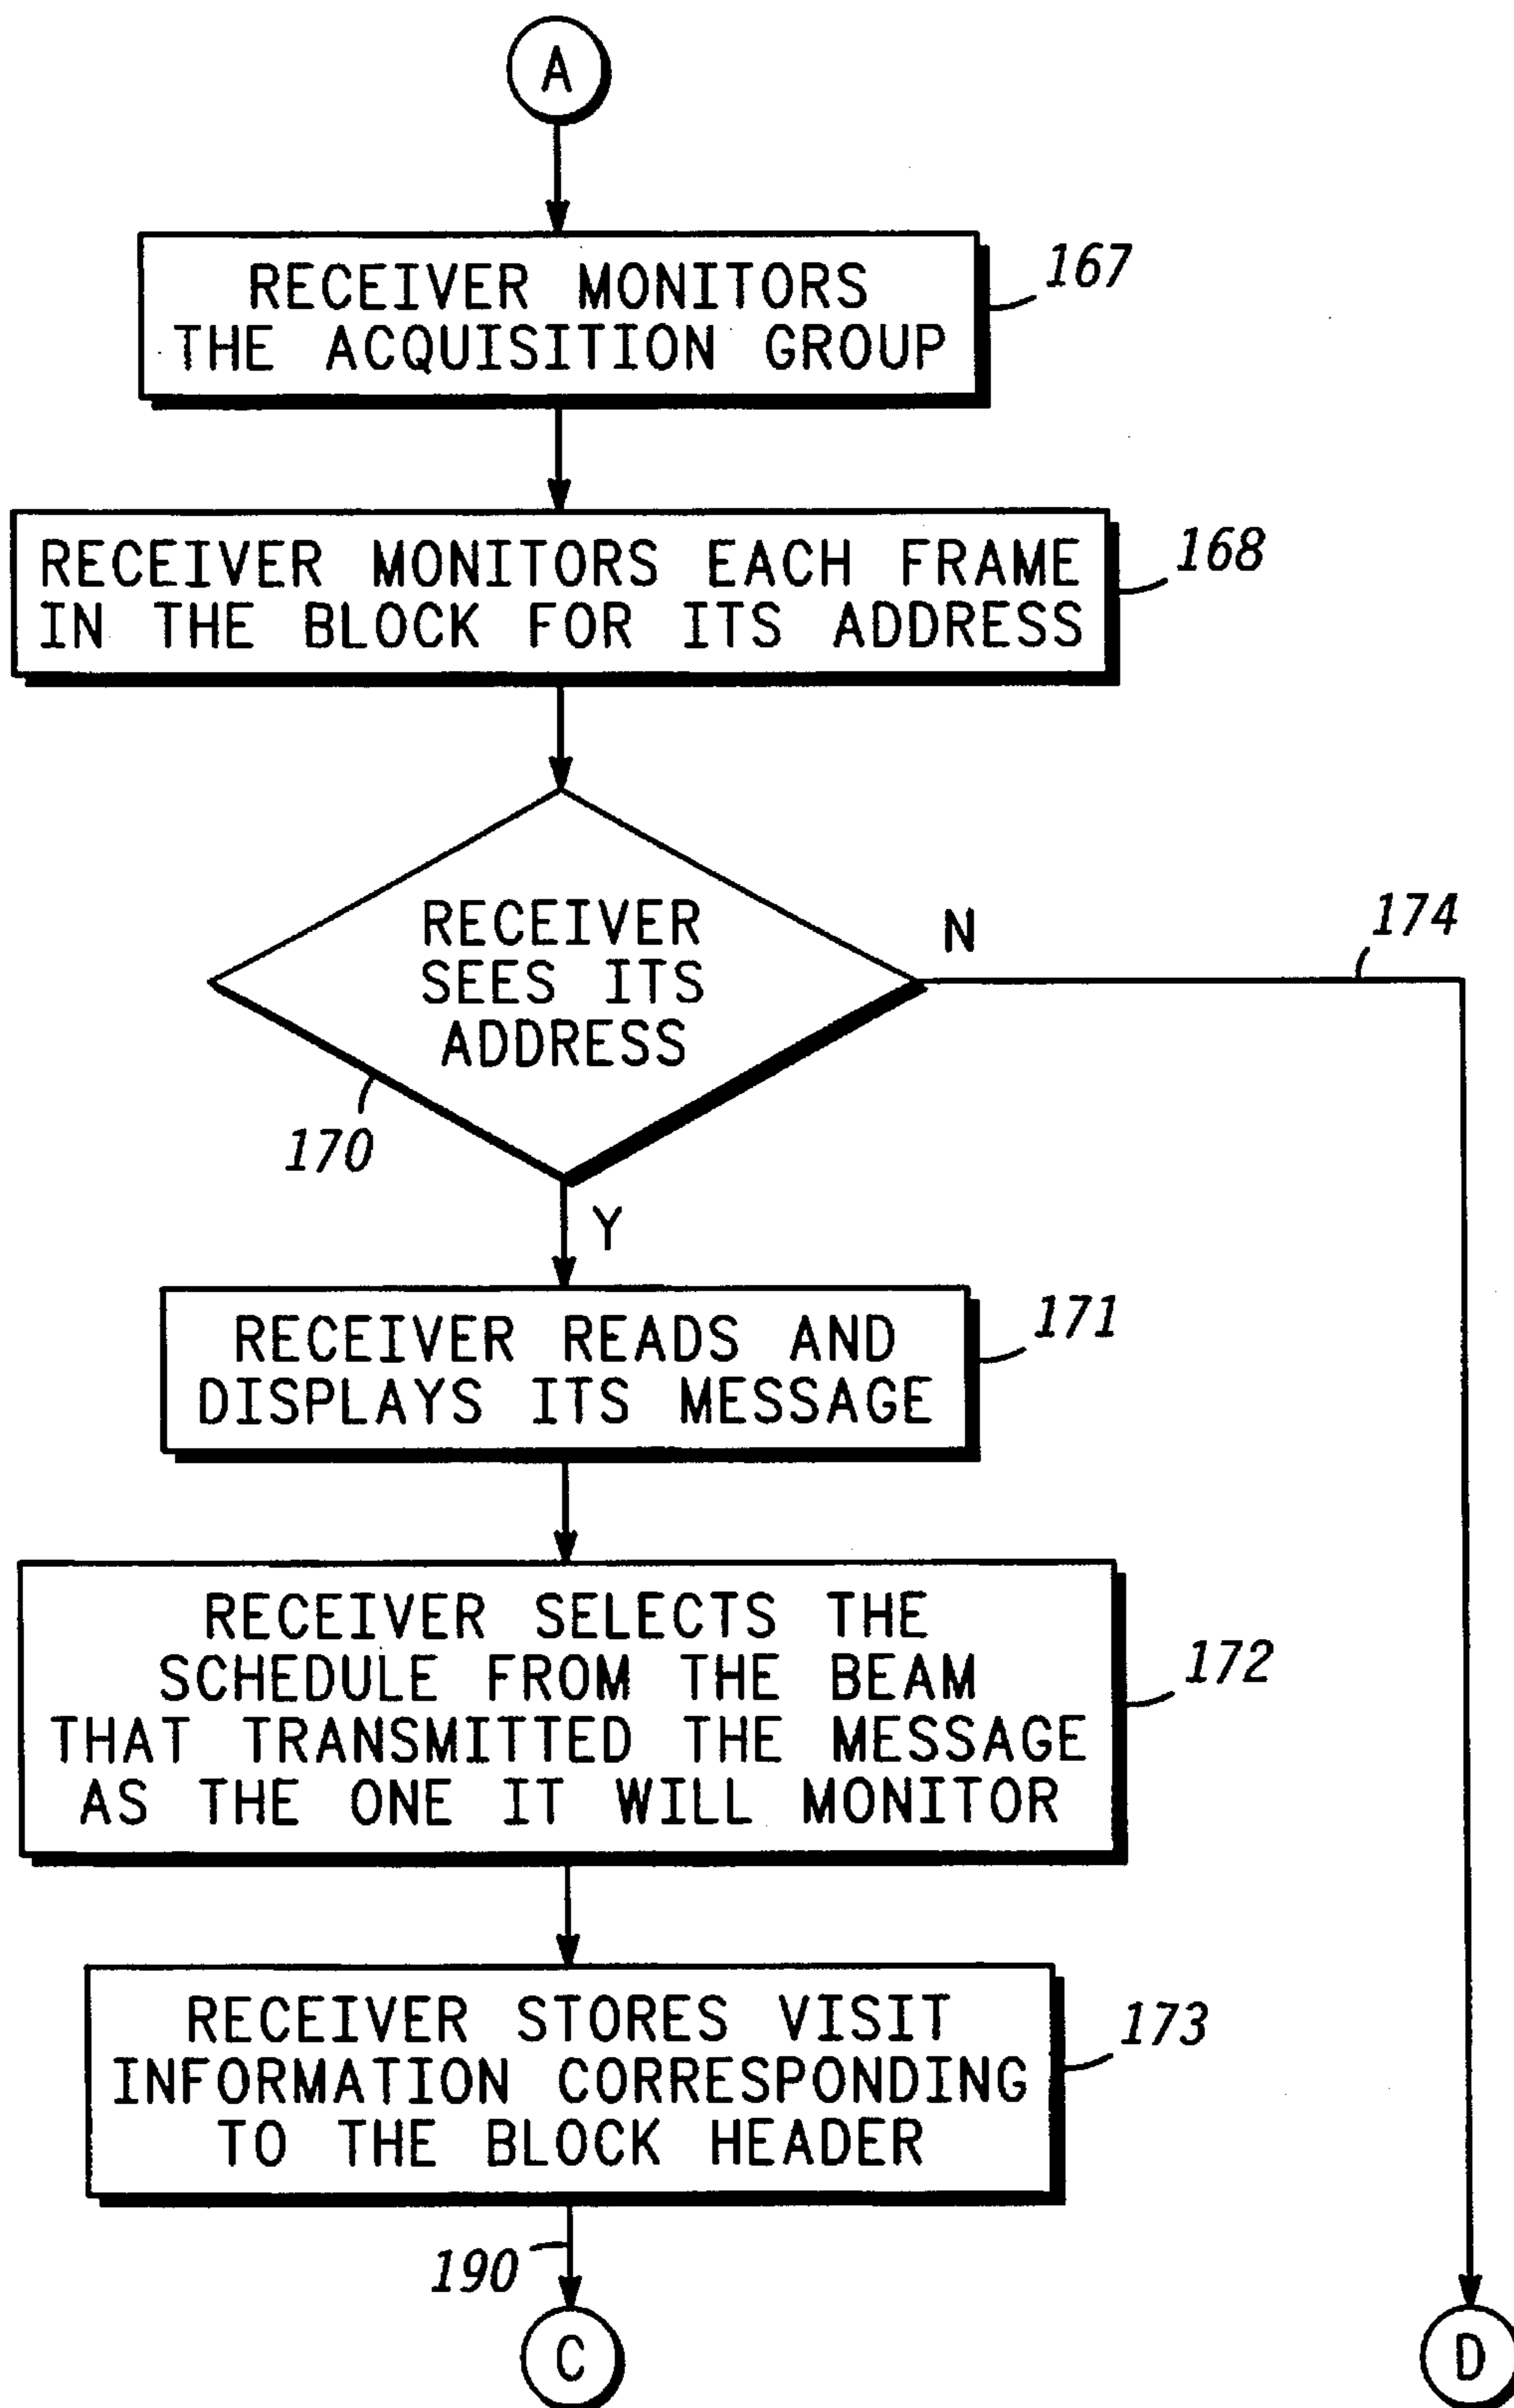 A
RECEIVER MONITORS
THE ACQUISITION GROUP
167
RECEIVER MONITORS EACH FRAME
IN THE BLOCK FOR ITS ADDRESS
168
RECEIVER
SEES ITS
ADDRESS
N
174
170
Y
RECEIVER READS AND
DISPLAYS ITS MESSAGE
171
RECEIVER SELECTS THE
SCHEDULE FROM THE BEAM
THAT TRANSMITTED THE MESSAGE
AS THE ONE IT WILL MONITOR
172
RECEIVER STORES VISIT
INFORMATION CORRESPONDING
TO THE BLOCK HEADER
173
190
C
D